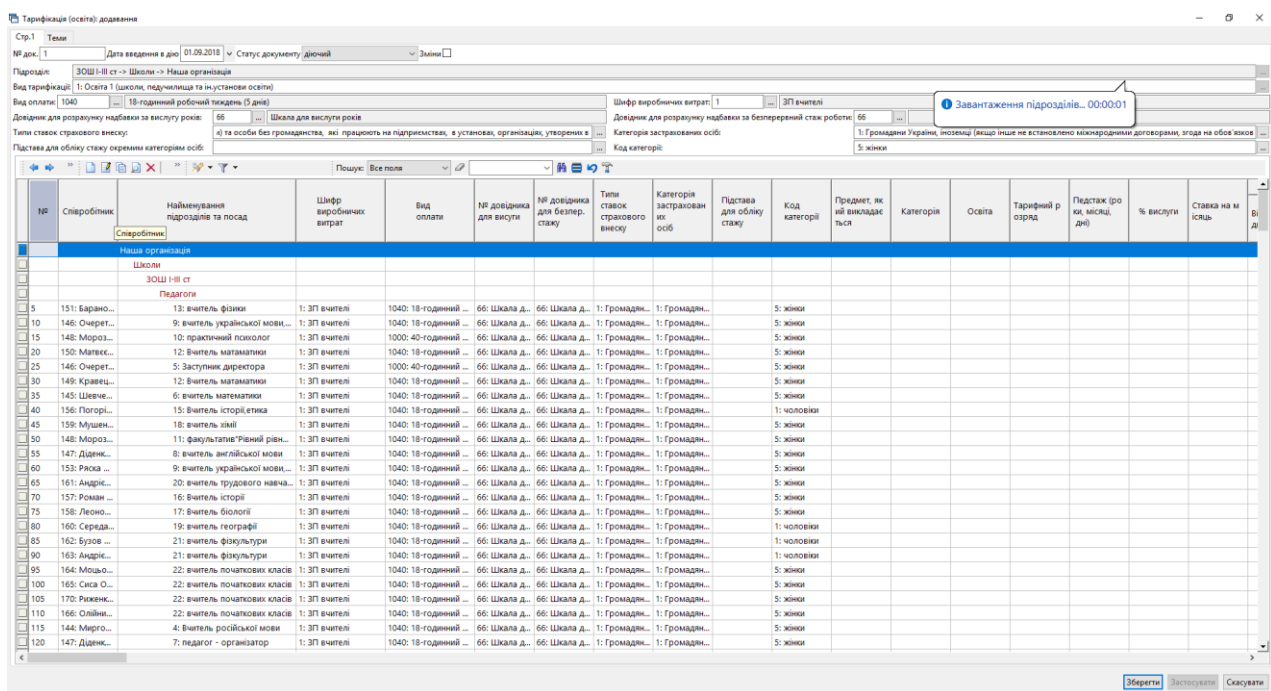 Тарифікація (освіта): додавання
Стр.1 Теми
№ док. 1 Дата введення в дію 01.09.2018 Статус документу діючий Зміни
Підрозділ: ЗОШ І-ІІІ ст -> Школи -> Наша організація
Вид тарифікації: 1: Освіта 1 (школи, педучилища та ін.установи освіти)
Вид оплати: 1040 ... 18-годинний робочий тиждень (5 днів) Шифр виробничих витрат: 1 ... ЗП вчителі
Завантаження підрозділів... 00:00:01
Довідник для розрахунку надбавки за вислугу років: 66 ... Шкала для вислуги років Довідник для розрахунку надбавки за безперервний стаж роботи: 66 ...
Типи ставок страхового внеску: а) та особи без громадянства, які працюють на підприємствах, в установах, організаціях, утворених в ... Категорія застрахованих осіб: 1: Громадяни України, іноземці (якщо інше не встановлено міжнародними договорами, згода на обов'язков ...
Підстава для обліку стажу окремим категоріям осіб: ... Код категорії: 5: жінки ...
Пошук: Все поля
№ Співробітник Найменування підрозділів та посад Шифр виробничих витрат Вид оплати № довідника для висуги № довідника для безпер. стажу Типи ставок страхового внеску Категорія застрахован их осіб Підстава для обліку стажу Код категорії Предмет, як ий викладає ться Категорія Освіта Тарифний р озряд Педстаж (ро ки, місяці, дні) % вислуги Ставка на м ісяць
Співробітник
Наша організація
Школи
ЗОШ І-ІІІ ст
Педагоги
5 151: Барано... 13: вчитель фізики 1: ЗП вчителі 1040: 18-годинний ... 66: Шкала д... 66: Шкала д... 1: Громадян... 1: Громадян... 5: жінки
10 146: Очерет... 9: вчитель української мови,... 1: ЗП вчителі 1040: 18-годинний ... 66: Шкала д... 66: Шкала д... 1: Громадян... 1: Громадян... 5: жінки
15 148: Мороз... 10: практичний психолог 1: ЗП вчителі 1000: 40-годинний ... 66: Шкала д... 66: Шкала д... 1: Громадян... 1: Громадян... 5: жінки
20 150: Матвєє... 12: Вчитель матаматики 1: ЗП вчителі 1040: 18-годинний ... 66: Шкала д... 66: Шкала д... 1: Громадян... 1: Громадян... 5: жінки
25 146: Очерет... 5: Заступник директора 1: ЗП вчителі 1000: 40-годинний ... 66: Шкала д... 66: Шкала д... 1: Громадян... 1: Громадян... 5: жінки
30 149: Кравец... 12: Вчитель матаматики 1: ЗП вчителі 1040: 18-годинний ... 66: Шкала д... 66: Шкала д... 1: Громадян... 1: Громадян... 5: жінки
35 145: Шевче... 6: вчитель математики 1: ЗП вчителі 1040: 18-годинний ... 66: Шкала д... 66: Шкала д... 1: Громадян... 1: Громадян... 5: жінки
40 156: Погорі... 15: Вчитель історії,етика 1: ЗП вчителі 1040: 18-годинний ... 66: Шкала д... 66: Шкала д... 1: Громадян... 1: Громадян... 1: чоловіки
45 159: Мушен... 18: вчитель хімії 1: ЗП вчителі 1040: 18-годинний ... 66: Шкала д... 66: Шкала д... 1: Громадян... 1: Громадян... 5: жінки
50 148: Мороз... 11: факультатив"Рівний рівн... 1: ЗП вчителі 1040: 18-годинний ... 66: Шкала д... 66: Шкала д... 1: Громадян... 1: Громадян... 5: жінки
55 147: Діденк... 8: вчитель англійської мови 1: ЗП вчителі 1040: 18-годинний ... 66: Шкала д... 66: Шкала д... 1: Громадян... 1: Громадян... 5: жінки
60 153: Ряска ... 9: вчитель української мови,... 1: ЗП вчителі 1040: 18-годинний ... 66: Шкала д... 66: Шкала д... 1: Громадян... 1: Громадян... 5: жінки
65 161: Андріє... 20: вчитель трудового навча... 1: ЗП вчителі 1040: 18-годинний ... 66: Шкала д... 66: Шкала д... 1: Громадян... 1: Громадян... 5: жінки
70 157: Роман ... 16: Вчитель історії 1: ЗП вчителі 1040: 18-годинний ... 66: Шкала д... 66: Шкала д... 1: Громадян... 1: Громадян... 5: жінки
75 158: Леоно... 17: Вчитель біології 1: ЗП вчителі 1040: 18-годинний ... 66: Шкала д... 66: Шкала д... 1: Громадян... 1: Громадян... 5: жінки
80 160: Середа... 19: вчитель географії 1: ЗП вчителі 1040: 18-годинний ... 66: Шкала д... 66: Шкала д... 1: Громадян... 1: Громадян... 1: чоловіки
85 162: Бузов ... 21: вчитель фізкультури 1: ЗП вчителі 1040: 18-годинний ... 66: Шкала д... 66: Шкала д... 1: Громадян... 1: Громадян... 1: чоловіки
90 163: Андріє... 21: вчитель фізкультури 1: ЗП вчителі 1040: 18-годинний ... 66: Шкала д... 66: Шкала д... 1: Громадян... 1: Громадян... 1: чоловіки
95 164: Моцьо... 22: вчитель початкових класів 1: ЗП вчителі 1040: 18-годинний ... 66: Шкала д... 66: Шкала д... 1: Громадян... 1: Громадян... 5: жінки
100 165: Сиса О... 22: вчитель початкових класів 1: ЗП вчителі 1040: 18-годинний ... 66: Шкала д... 66: Шкала д... 1: Громадян... 1: Громадян... 5: жінки
105 170: Риженк... 22: вчитель початкових класів 1: ЗП вчителі 1040: 18-годинний ... 66: Шкала д... 66: Шкала д... 1: Громадян... 1: Громадян... 5: жінки
110 166: Олійни... 22: вчитель початкових класів 1: ЗП вчителі 1040: 18-годинний ... 66: Шкала д... 66: Шкала д... 1: Громадян... 1: Громадян... 5: жінки
115 144: Мирго... 4: Вчитель російської мови 1: ЗП вчителі 1040: 18-годинний ... 66: Шкала д... 66: Шкала д... 1: Громадян... 1: Громадян... 5: жінки
120 147: Діденк... 7: педагог - організатор 1: ЗП вчителі 1040: 18-годинний ... 66: Шкала д... 66: Шкала д... 1: Громадян... 1: Громадян... 5: жінки
Зберегти Застосувати Скасувати